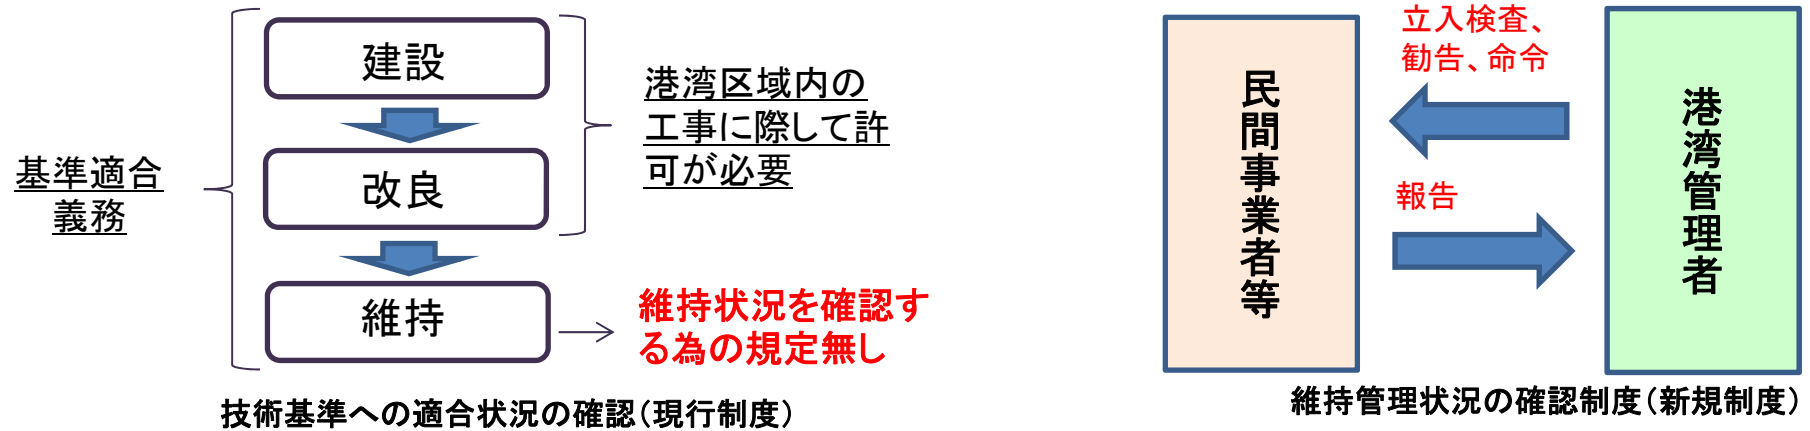 基準適合
義務
建設
改良
維持
港湾区域内の
工事に際して許
可が必要
維持状況を確認す
る為の規定無し
技術基準への適合状況の確認（現行制度）
民間事業者等
立入検査、
勧告、命令
報告
港湾管理者
維持管理状況の確認制度（新規制度）